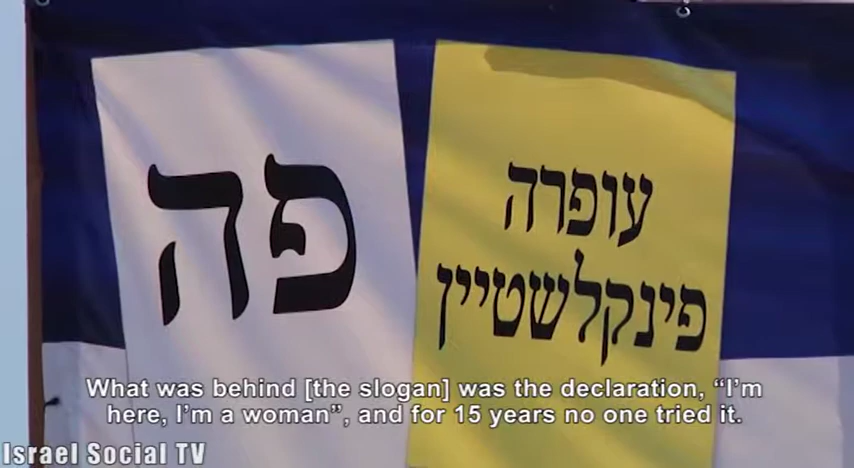 פה
עופרה
פינקלשטיין
What was behind [the slogan] was the declaration, “I’m
here, I’m a woman”, and for 15 years no one tried it.
Israel Social TV